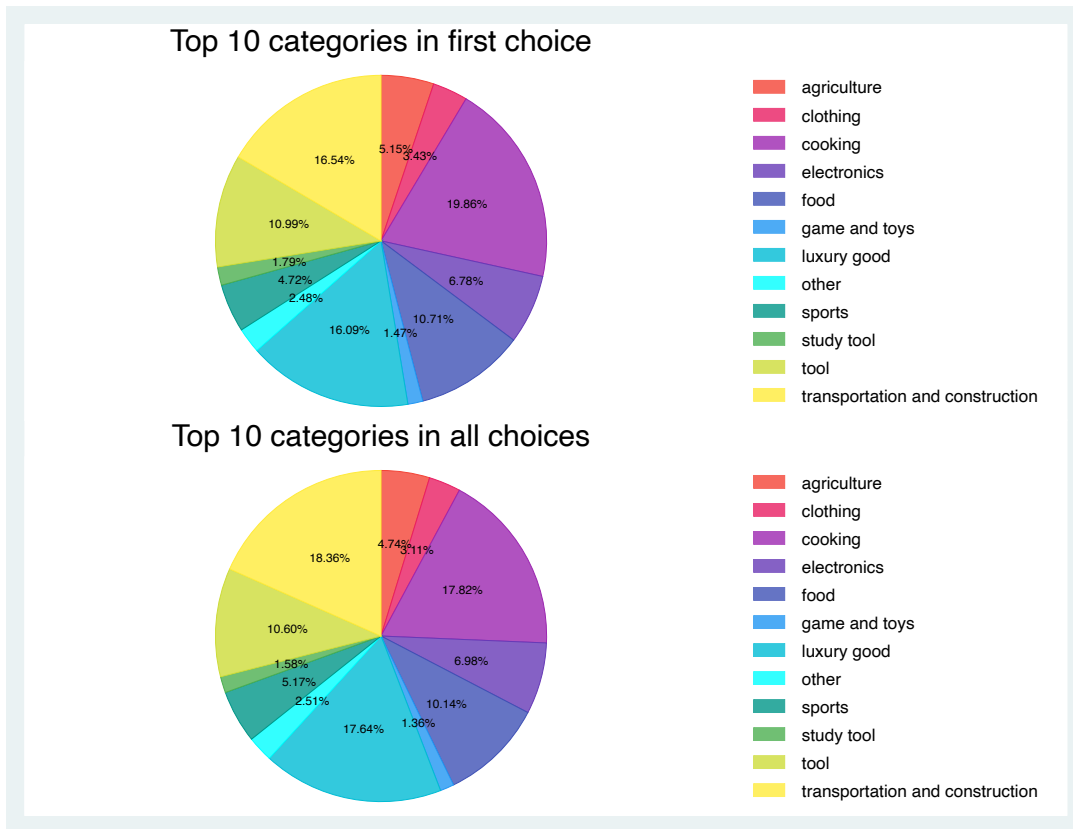 Top 10 categories in first choice
5.15%
3.43%
19.86%
6.78%
10.71%
1.47%
16.09%
2.48%
4.72%
1.79%
10.99%
16.54%
agriculture
clothing
cooking
electronics
food
game and toys
luxury good
other
sports
study tool
tool
transportation and construction
Top 10 categories in all choices
4.74%
3.11%
17.82%
6.98%
10.14%
1.36%
17.64%
2.51%
5.17%
1.58%
10.60%
18.36%
agriculture
clothing
cooking
electronics
food
game and toys
luxury good
other
sports
study tool
tool
transportation and construction